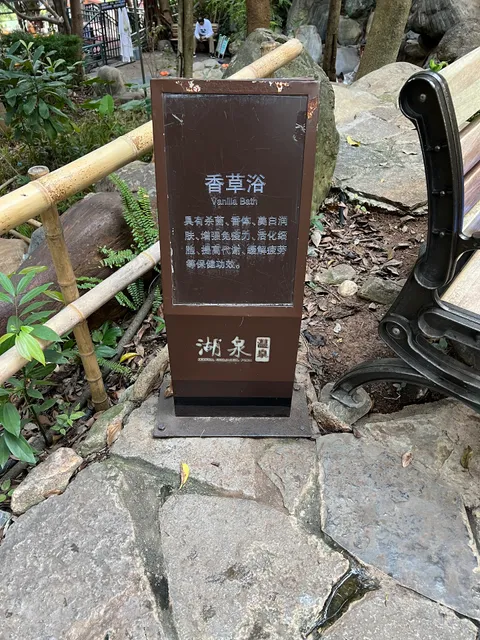 香草浴
Vanilla Bath
具有杀菌、香体、美白润
肤、增强免疫力、活化细
胞、提高代谢、缓解疲劳
等保健功效。
湖泉
温泉